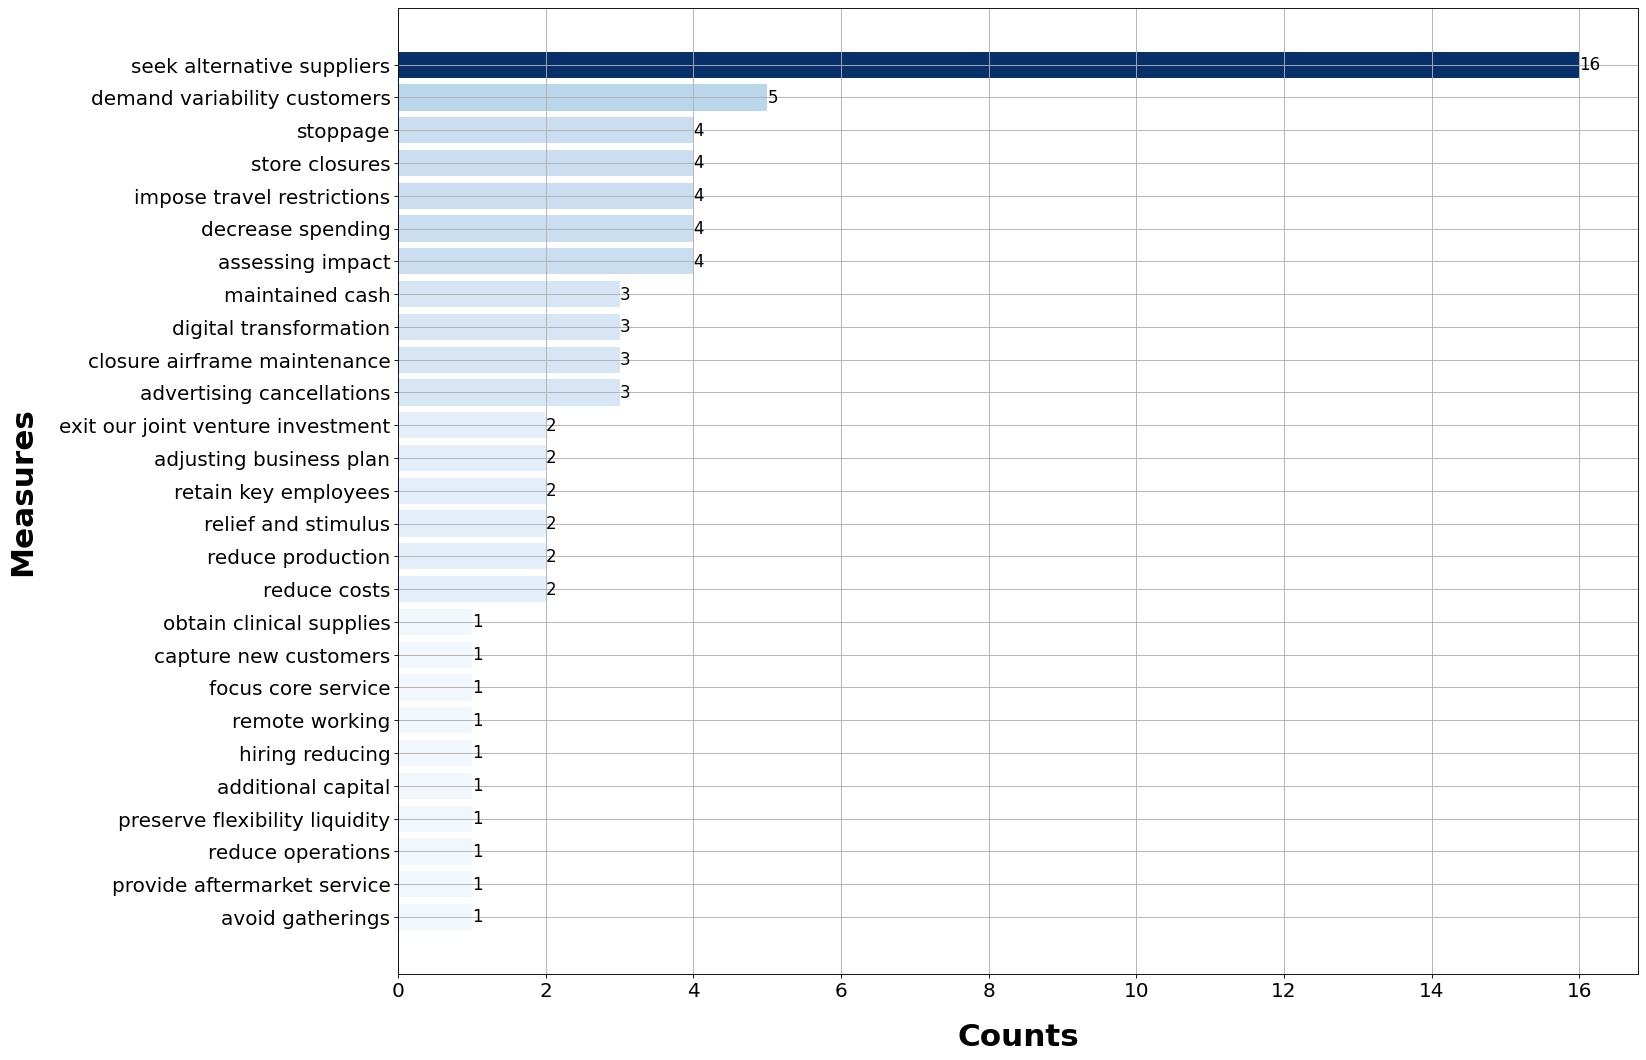 seek alternative suppliers 16
demand variability customers 5
stoppage 4
store closures 4
impose travel restrictions 4
decrease spending 4
assessing impact 4
maintained cash 3
digital transformation 3
closure airframe maintenance 3
advertising cancellations 3
exit our joint venture investment 2
adjusting business plan 2
retain key employees 2
relief and stimulus 2
reduce production 2
reduce costs 2
obtain clinical supplies 1
capture new customers 1
focus core service 1
remote working 1
hiring reducing 1
additional capital 1
preserve flexibility liquidity 1
reduce operations 1
provide aftermarket service 1
avoid gatherings 1
Measures
0 2 4 6 8 10 12 14 16
Counts